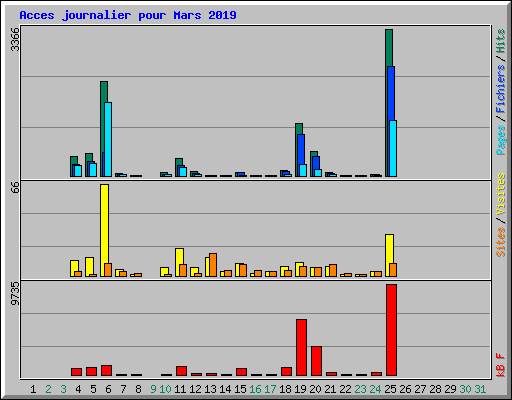 Acces journalier pour Mars 2019
3366
Pages/Fichiers/Hits
66
Sites/Visites
9735
kB F
1 2 3 4 5 6 7 8 9 10 11 12 13 14 15 16 17 18 19 20 21 22 23 24 25 26 27 28 29 30 31